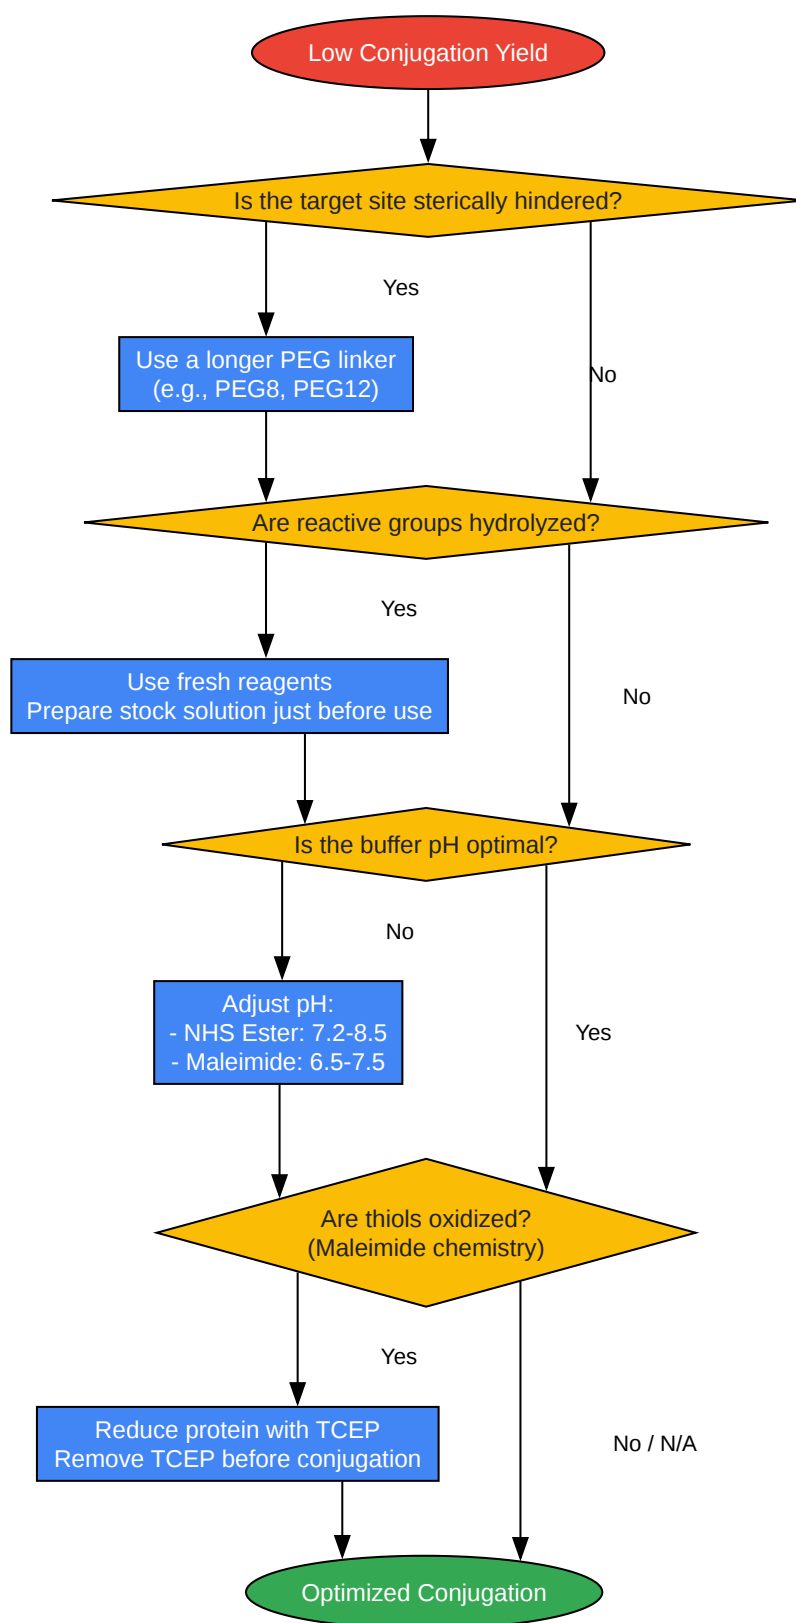 Low Conjugation Yield
Is the target site sterically hindered?
Yes
Use a longer PEG linker
(e.g., PEG8, PEG12)
No
Are reactive groups hydrolyzed?
Yes
Use fresh reagents
Prepare stock solution just before use
No
Is the buffer pH optimal?
No
Adjust pH:
- NHS Ester: 7.2-8.5
- Maleimide: 6.5-7.5
Yes
Are thiols oxidized?
(Maleimide chemistry)
Yes
Reduce protein with TCEP
Remove TCEP before conjugation
No / N/A
Optimized Conjugation